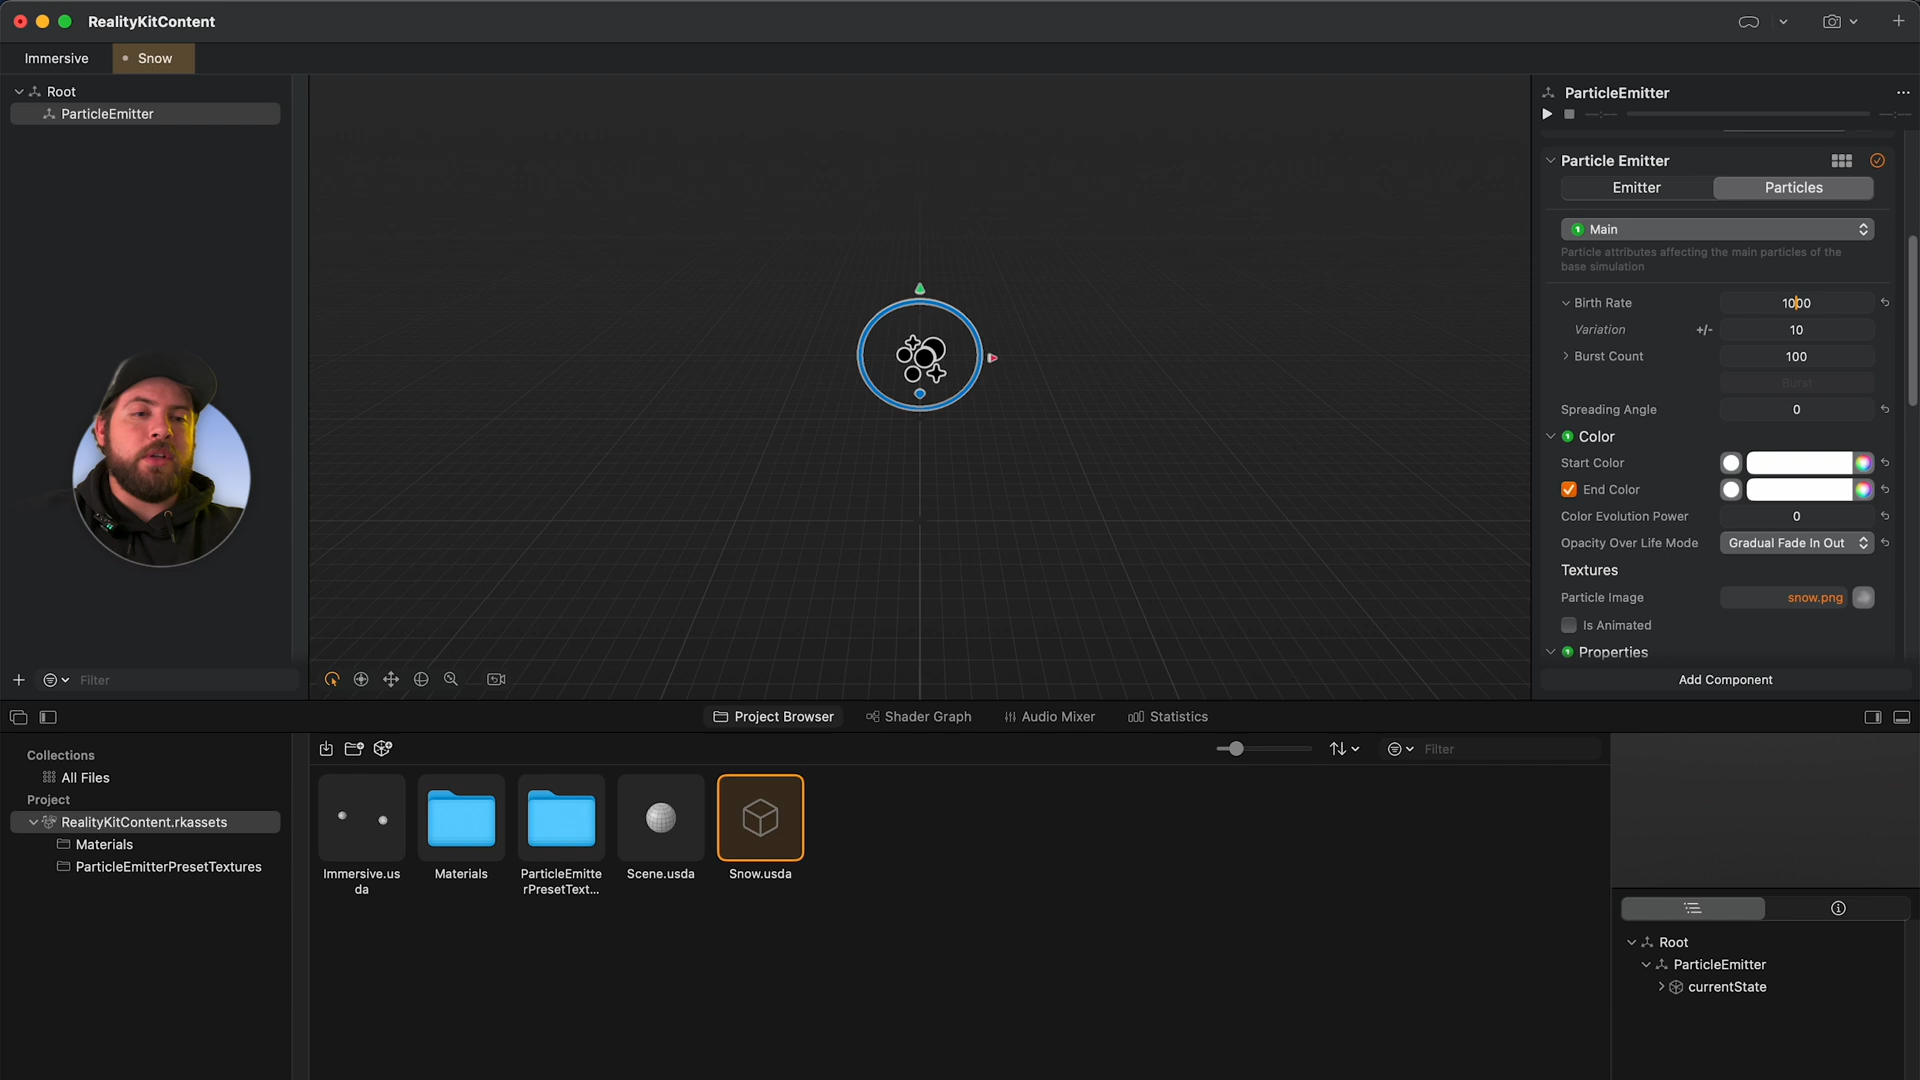 RealityKitContent
Immersive
Snow
Root
ParticleEmitter
Filter
ParticleEmitter
Particle Emitter
Emitter
Particles
1 Main
Particle attributes affecting the main particles of the
base simulation
Birth Rate
1000
Variation
+/-
10
Burst Count
100
Burst
Spreading Angle
0
Color
Start Color
End Color
Color Evolution Power
0
Opacity Over Life Mode
Gradual Fade In Out
Textures
Particle Image
snow.png
Is Animated
Properties
Add Component
Project Browser
Shader Graph
Audio Mixer
Statistics
Collections
All Files
Project
RealityKitContent.rkassets
Materials
ParticleEmitterPresetTextures
Filter
Immersive.us
da
Materials
ParticleEmitte
rPresetText...
Scene.usda
Snow.usda
Root
ParticleEmitter
currentState